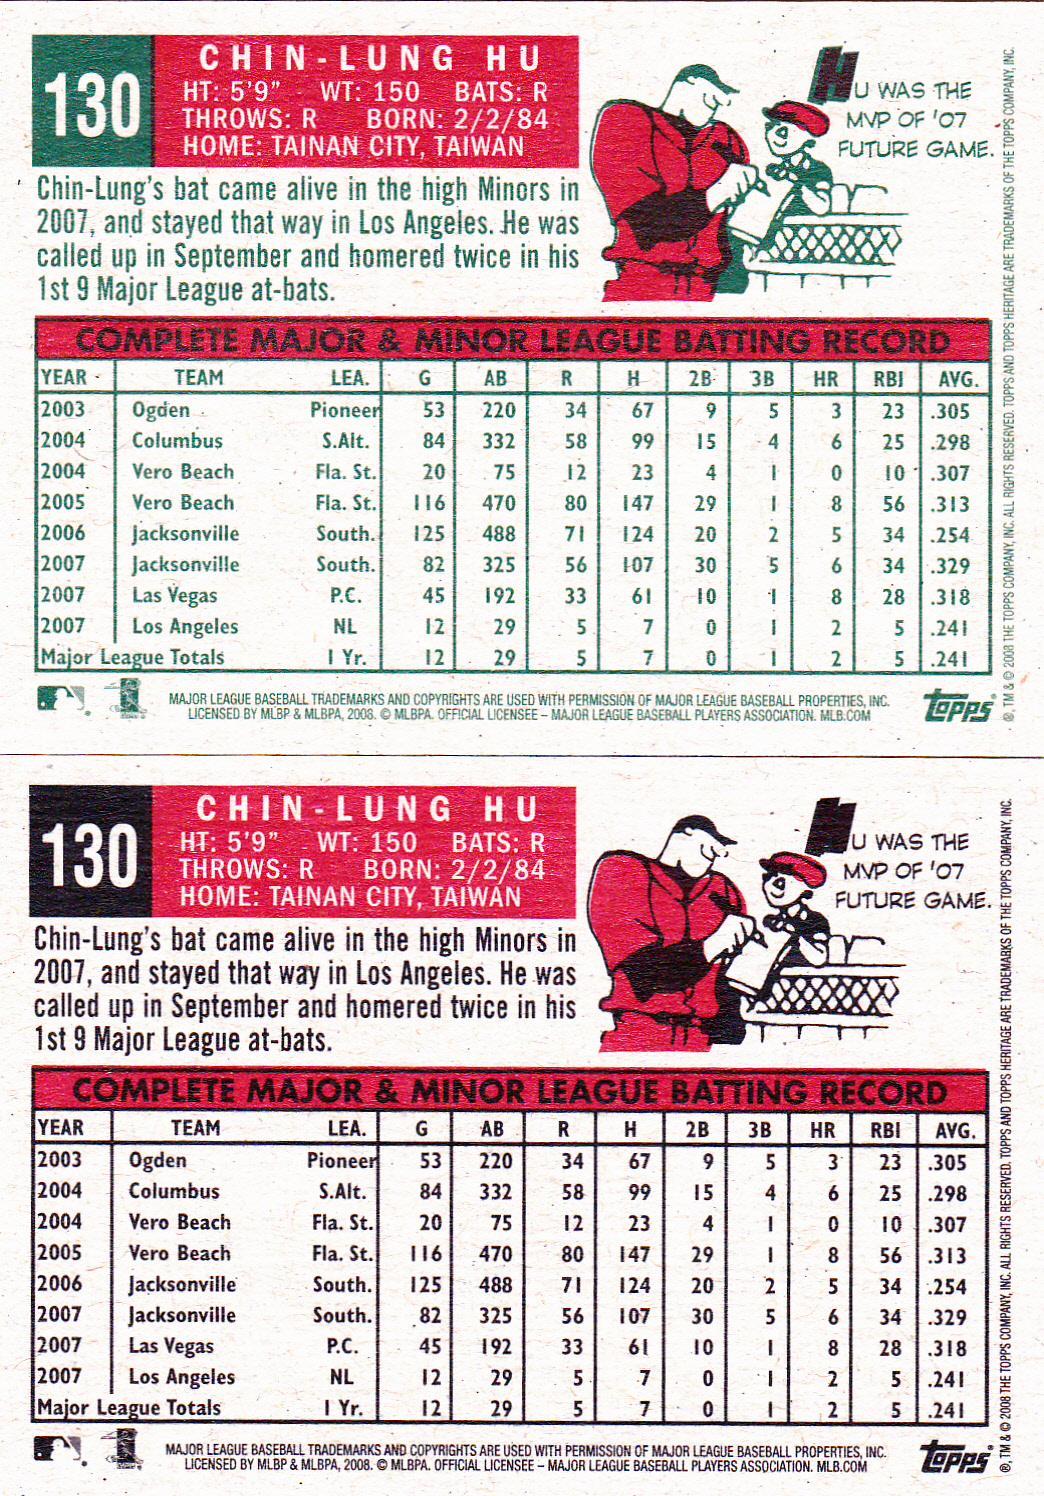 130
CHIN-LUNG HU
HT: 5'9" WT: 150 BATS: R
THROWS: R BORN: 2/2/84
HOME: TAINAN CITY, TAIWAN
HU WAS THE
MVP OF '07
FUTURE GAME.
Chin-Lung's bat came alive in the high Minors in
2007, and stayed that way in Los Angeles. He was
called up in September and homered twice in his
1st 9 Major League at-bats.
COMPLETE MAJOR & MINOR LEAGUE BATTING RECORD
YEAR TEAM LEA. G AB R H 2B 3B HR RBI AVG.
2003 Ogden Pioneer 53 220 34 67 9 5 3 23 .305
2004 Columbus S.Alt. 84 332 58 99 15 4 6 25 .298
2004 Vero Beach Fla. St. 20 75 12 23 4 1 0 10 .307
2005 Vero Beach Fla. St. 116 470 80 147 29 1 8 56 .313
2006 Jacksonville South. 125 488 71 124 20 2 5 34 .254
2007 Jacksonville South. 82 325 56 107 30 5 6 34 .329
2007 Las Vegas P.C. 45 192 33 61 10 1 8 28 .318
2007 Los Angeles NL 12 29 5 7 0 1 2 5 .241
Major League Totals 1 Yr. 12 29 5 7 0 1 2 5 .241
MAJOR LEAGUE BASEBALL TRADEMARKS AND COPYRIGHTS ARE USED WITH PERMISSION OF MAJOR LEAGUE BASEBALL PROPERTIES, INC.
LICENSED BY MLBP & MLBPA, 2008. © MLBPA. OFFICIAL LICENSEE – MAJOR LEAGUE BASEBALL PLAYERS ASSOCIATION. MLB.COM
Topps
®, TM & © 2008 THE TOPPS COMPANY, INC. ALL RIGHTS RESERVED. TOPPS AND TOPPS HERITAGE ARE TRADEMARKS OF THE TOPPS COMPANY, INC.
130
CHIN-LUNG HU
HT: 5'9" WT: 150 BATS: R
THROWS: R BORN: 2/2/84
HOME: TAINAN CITY, TAIWAN
HU WAS THE
MVP OF '07
FUTURE GAME.
Chin-Lung's bat came alive in the high Minors in
2007, and stayed that way in Los Angeles. He was
called up in September and homered twice in his
1st 9 Major League at-bats.
COMPLETE MAJOR & MINOR LEAGUE BATTING RECORD
YEAR TEAM LEA. G AB R H 2B 3B HR RBI AVG.
2003 Ogden Pioneer 53 220 34 67 9 5 3 23 .305
2004 Columbus S.Alt. 84 332 58 99 15 4 6 25 .298
2004 Vero Beach Fla. St. 20 75 12 23 4 1 0 10 .307
2005 Vero Beach Fla. St. 116 470 80 147 29 1 8 56 .313
2006 Jacksonville South. 125 488 71 124 20 2 5 34 .254
2007 Jacksonville South. 82 325 56 107 30 5 6 34 .329
2007 Las Vegas P.C. 45 192 33 61 10 1 8 28 .318
2007 Los Angeles NL 12 29 5 7 0 1 2 5 .241
Major League Totals 1 Yr. 12 29 5 7 0 1 2 5 .241
MAJOR LEAGUE BASEBALL TRADEMARKS AND COPYRIGHTS ARE USED WITH PERMISSION OF MAJOR LEAGUE BASEBALL PROPERTIES, INC.
LICENSED BY MLBP & MLBPA, 2008. © MLBPA. OFFICIAL LICENSEE – MAJOR LEAGUE BASEBALL PLAYERS ASSOCIATION. MLB.COM
Topps
®, TM & © 2008 THE TOPPS COMPANY, INC. ALL RIGHTS RESERVED. TOPPS AND TOPPS HERITAGE ARE TRADEMARKS OF THE TOPPS COMPANY, INC.